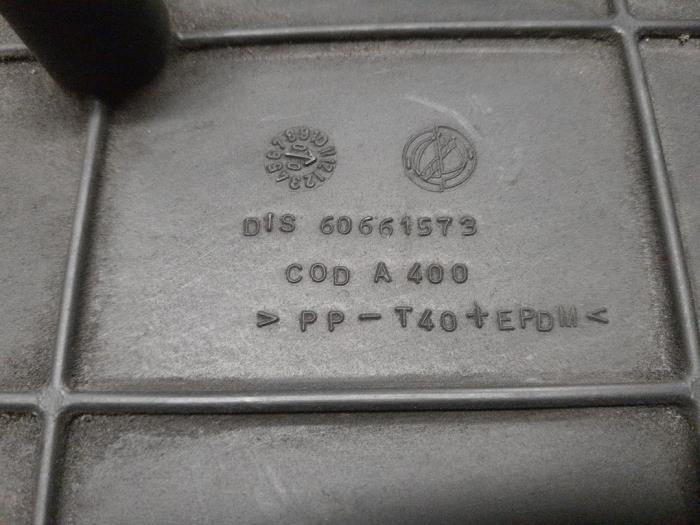 DIS 60661573
COD A 400
> PP - T40+EPDM <